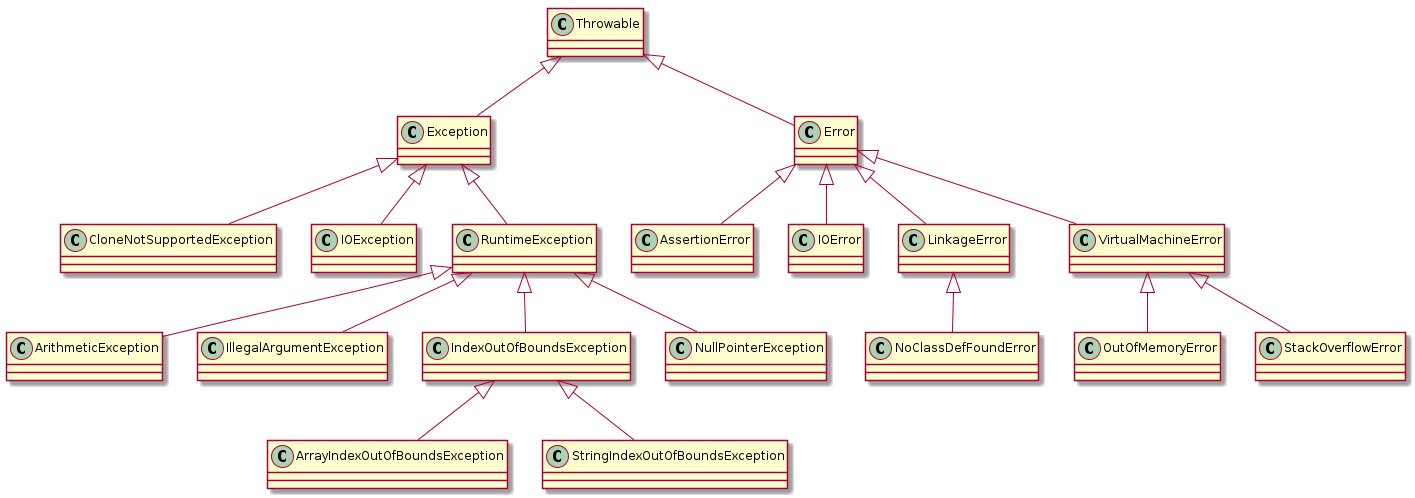 C Throwable
C Exception
C Error
C CloneNotSupportedException
C IOException
C RuntimeException
C AssertionError
C IOError
C LinkageError
C VirtualMachineError
C ArithmeticException
C IllegalArgumentException
C IndexOutOfBoundsException
C NullPointerException
C NoClassDefFoundError
C OutOfMemoryError
C StackOverflowError
C ArrayIndexOutOfBoundsException
C StringIndexOutOfBoundsException